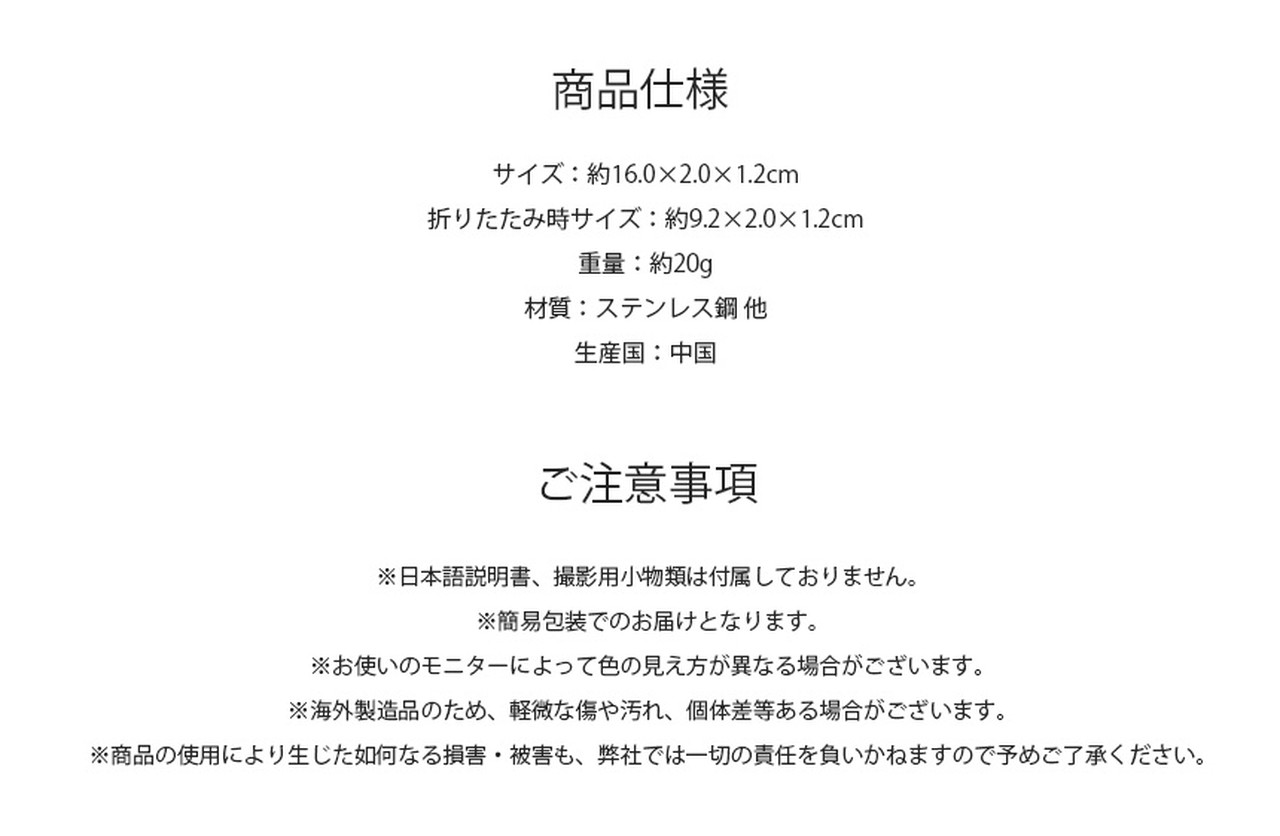 商品仕様
サイズ：約16.0×2.0×1.2cm
折りたたみ時サイズ：約9.2×2.0×1.2cm
重量：約20g
材質：ステンレス鋼 他
生産国：中国
ご注意事項
※日本語説明書、撮影用小物類は付属しておりません。
※簡易包装でのお届けとなります。
※お使いのモニターによって色の見え方が異なる場合がございます。
※海外製造品のため、軽微な傷や汚れ、個体差等ある場合がございます。
※商品の使用により生じた如何なる損害・被害も、弊社では一切の責任を負いかねますので予めご了承ください。